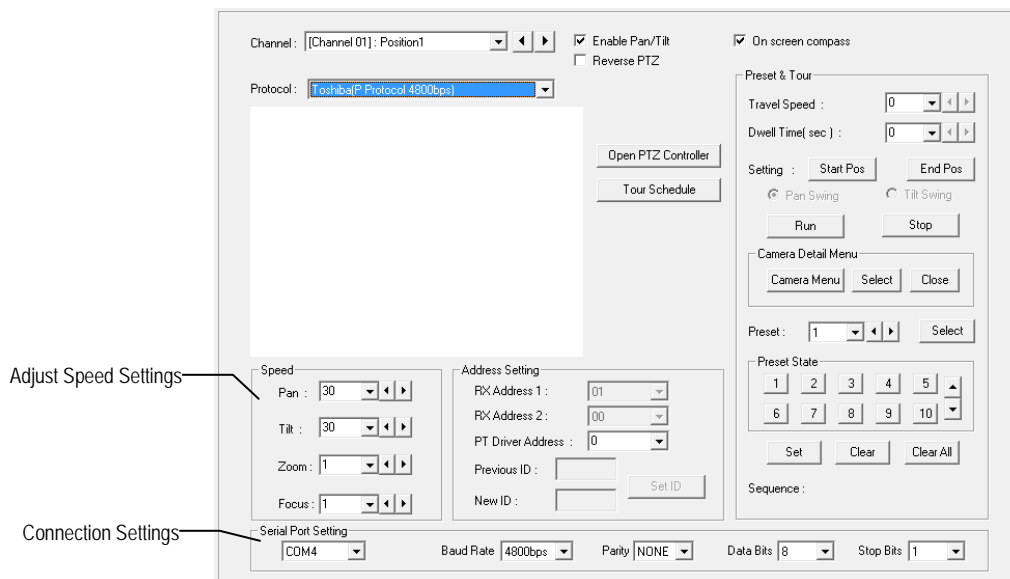 Channel : [Channel 01] : Position1
Enable Pan/Tilt
On screen compass
Reverse PTZ
Protocol : Toshiba(P Protocol 4800bps)
Open PTZ Controller
Tour Schedule
Preset & Tour
Travel Speed : 0
Dwell Time( sec ) : 0
Setting : Start Pos End Pos
Pan Swing Tilt Swing
Run Stop
Camera Detail Menu
Camera Menu Select Close
Preset : 1 Select
Preset State
1 2 3 4 5
6 7 8 9 10
Set Clear Clear All
Sequence :
Adjust Speed Settings
Speed
Pan : 30
Tilt : 30
Zoom : 1
Focus : 1
Address Setting
RX Address 1 : 01
RX Address 2 : 00
PT Driver Address : 0
Previous ID :
New ID :
Set ID
Connection Settings
Serial Port Setting
COM4 Baud Rate 4800bps Parity NONE Data Bits 8 Stop Bits 1